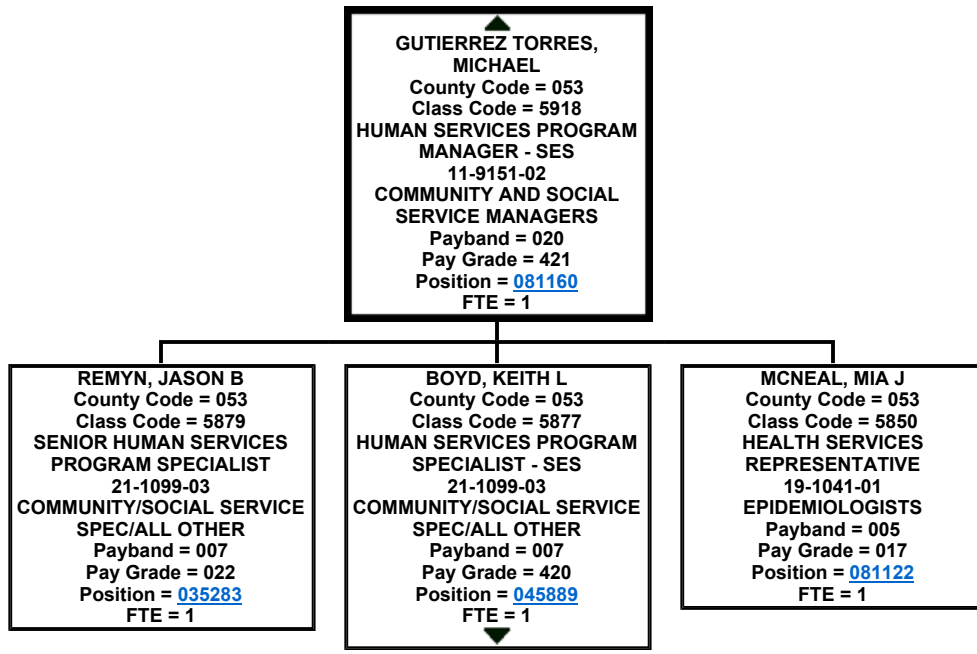 GUTIERREZ TORRES,
MICHAEL
County Code = 053
Class Code = 5918
HUMAN SERVICES PROGRAM
MANAGER - SES
11-9151-02
COMMUNITY AND SOCIAL
SERVICE MANAGERS
Payband = 020
Pay Grade = 421
Position = 081160
FTE = 1
REMYN, JASON B
County Code = 053
Class Code = 5879
SENIOR HUMAN SERVICES
PROGRAM SPECIALIST
21-1099-03
COMMUNITY/SOCIAL SERVICE
SPEC/ALL OTHER
Payband = 007
Pay Grade = 022
Position = 035283
FTE = 1
BOYD, KEITH L
County Code = 053
Class Code = 5877
HUMAN SERVICES PROGRAM
SPECIALIST - SES
21-1099-03
COMMUNITY/SOCIAL SERVICE
SPEC/ALL OTHER
Payband = 007
Pay Grade = 420
Position = 045889
FTE = 1
MCNEAL, MIA J
County Code = 053
Class Code = 5850
HEALTH SERVICES
REPRESENTATIVE
19-1041-01
EPIDEMIOLOGISTS
Payband = 005
Pay Grade = 017
Position = 081122
FTE = 1